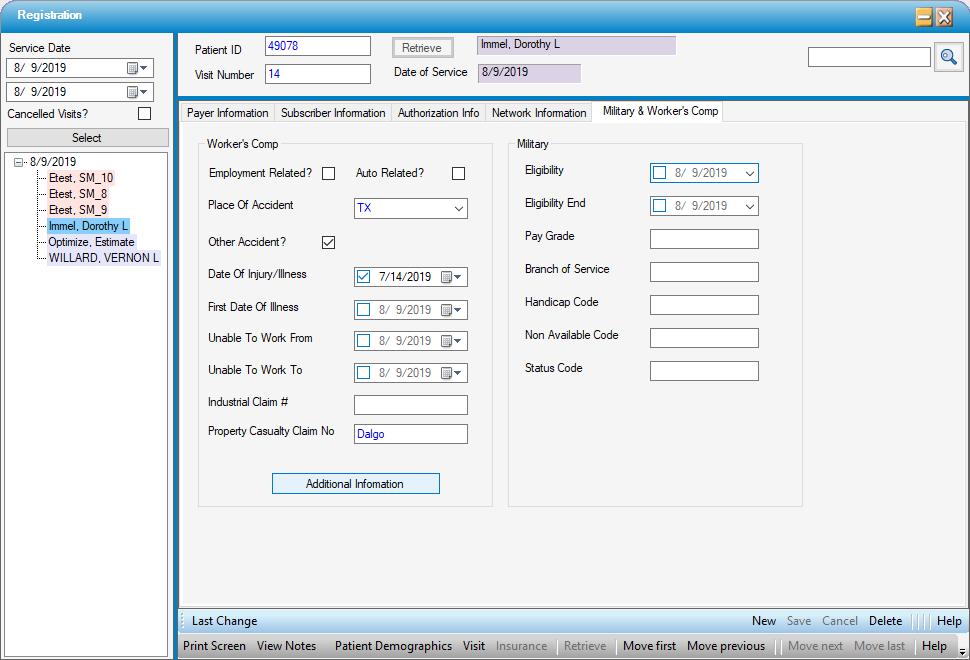 Registration
Service Date
8/ 9/2019
8/ 9/2019
Cancelled Visits?
Select
8/9/2019
Etest, SM_10
Etest, SM_8
Etest, SM_9
Immel, Dorothy L
Optimize, Estimate
WILLARD, VERNON L
Patient ID 49078 Retrieve Immel, Dorothy L
Visit Number 14 Date of Service 8/9/2019
Payer Information Subscriber Information Authorization Info Network Information Military & Worker's Comp
Worker's Comp
Employment Related? Auto Related?
Place Of Accident TX
Other Accident?
Date Of Injury/Illness 7/14/2019
First Date Of Illness 8/ 9/2019
Unable To Work From 8/ 9/2019
Unable To Work To 8/ 9/2019
Industrial Claim #
Property Casualty Claim No Dalgo
Additional Infomation
Military
Eligibility 8/ 9/2019
Eligibility End 8/ 9/2019
Pay Grade
Branch of Service
Handicap Code
Non Available Code
Status Code
Last Change New Save Cancel Delete Help
Print Screen View Notes Patient Demographics Visit Insurance Retrieve Move first Move previous Move next Move last Help